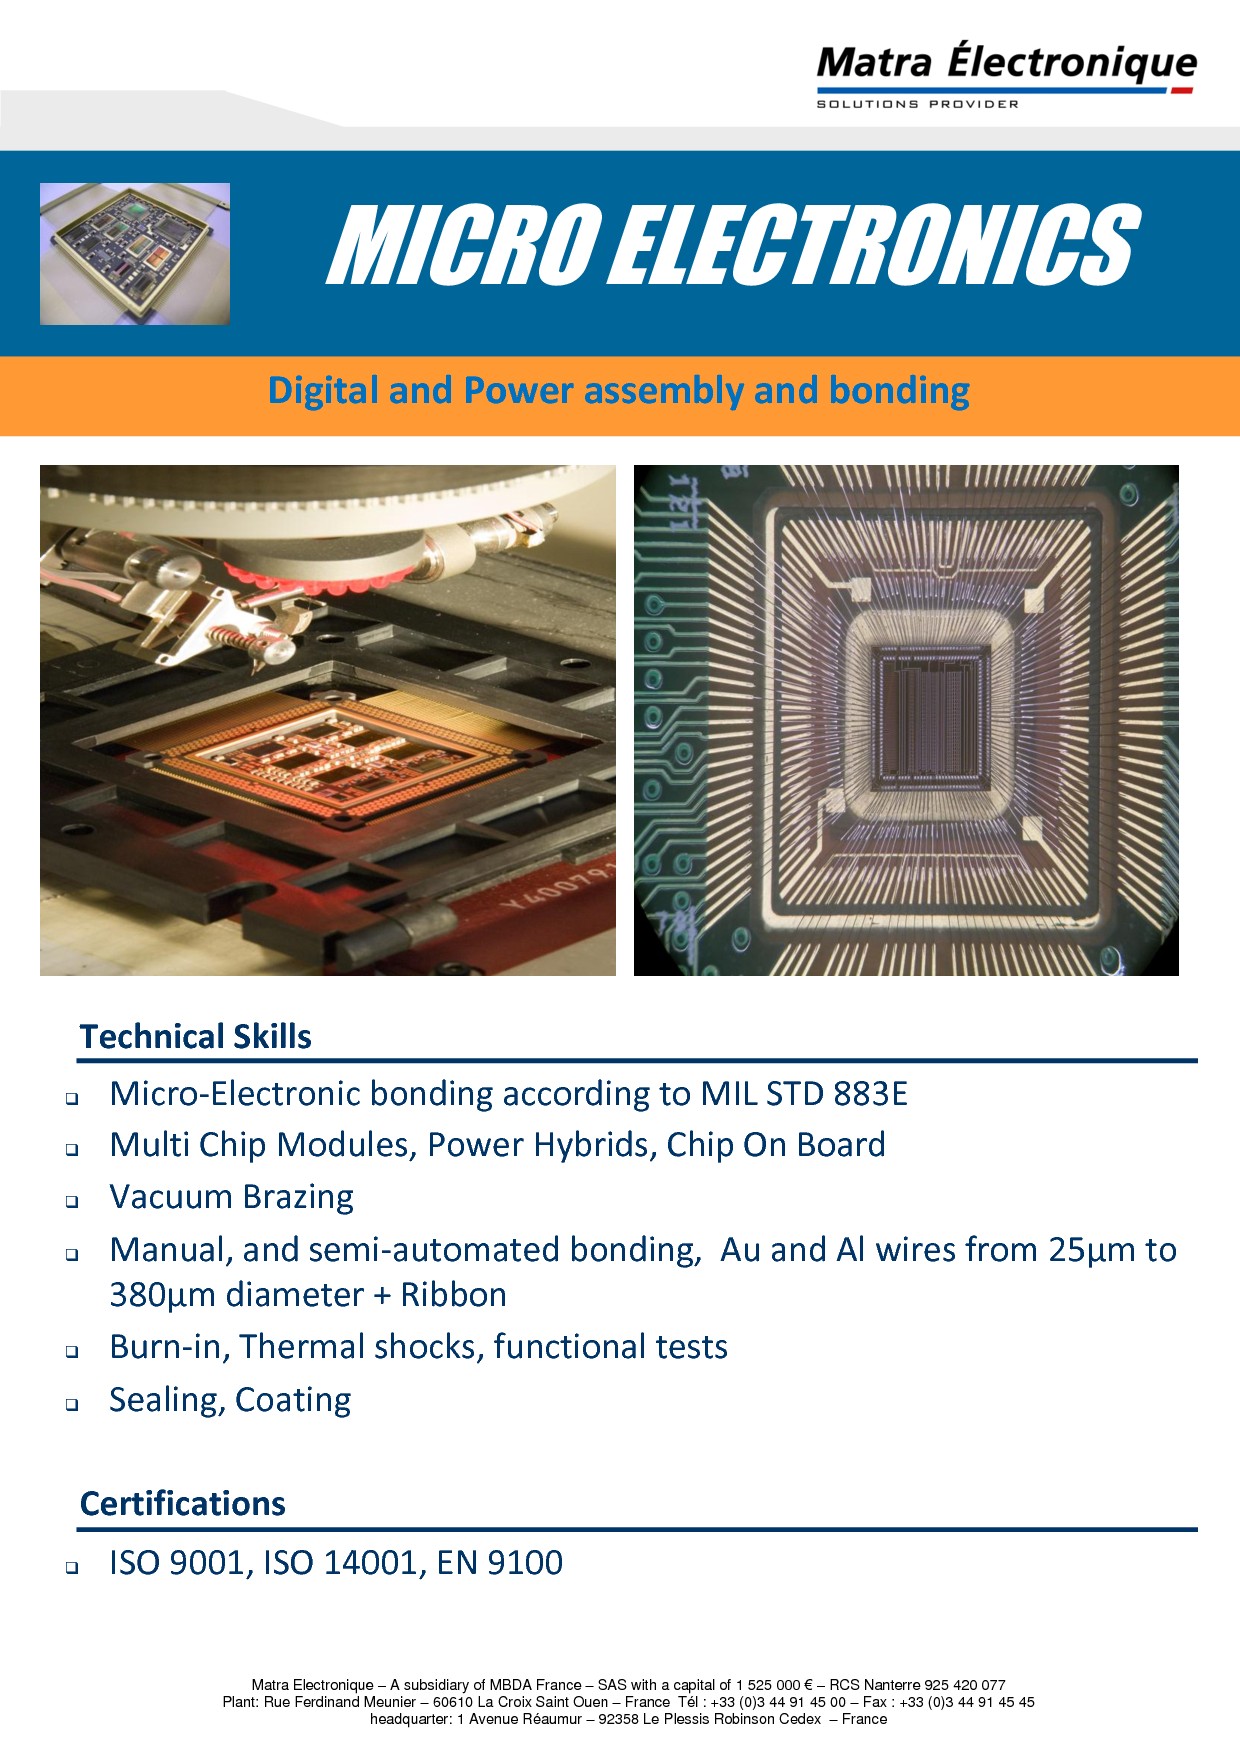 Matra Électronique
SOLUTIONS PROVIDER
MICRO ELECTRONICS
Digital and Power assembly and bonding
121
Y400791
Technical Skills
❑ Micro-Electronic bonding according to MIL STD 883E
❑ Multi Chip Modules, Power Hybrids, Chip On Board
❑ Vacuum Brazing
❑ Manual, and semi-automated bonding,  Au and Al wires from 25µm to
380µm diameter + Ribbon
❑ Burn-in, Thermal shocks, functional tests
❑ Sealing, Coating
Certifications
❑ ISO 9001, ISO 14001, EN 9100
Matra Electronique – A subsidiary of MBDA France – SAS with a capital of 1 525 000 € – RCS Nanterre 925 420 077
Plant: Rue Ferdinand Meunier – 60610 La Croix Saint Ouen – France  Tél : +33 (0)3 44 91 45 00 – Fax : +33 (0)3 44 91 45 45
headquarter: 1 Avenue Réaumur – 92358 Le Plessis Robinson Cedex  – France